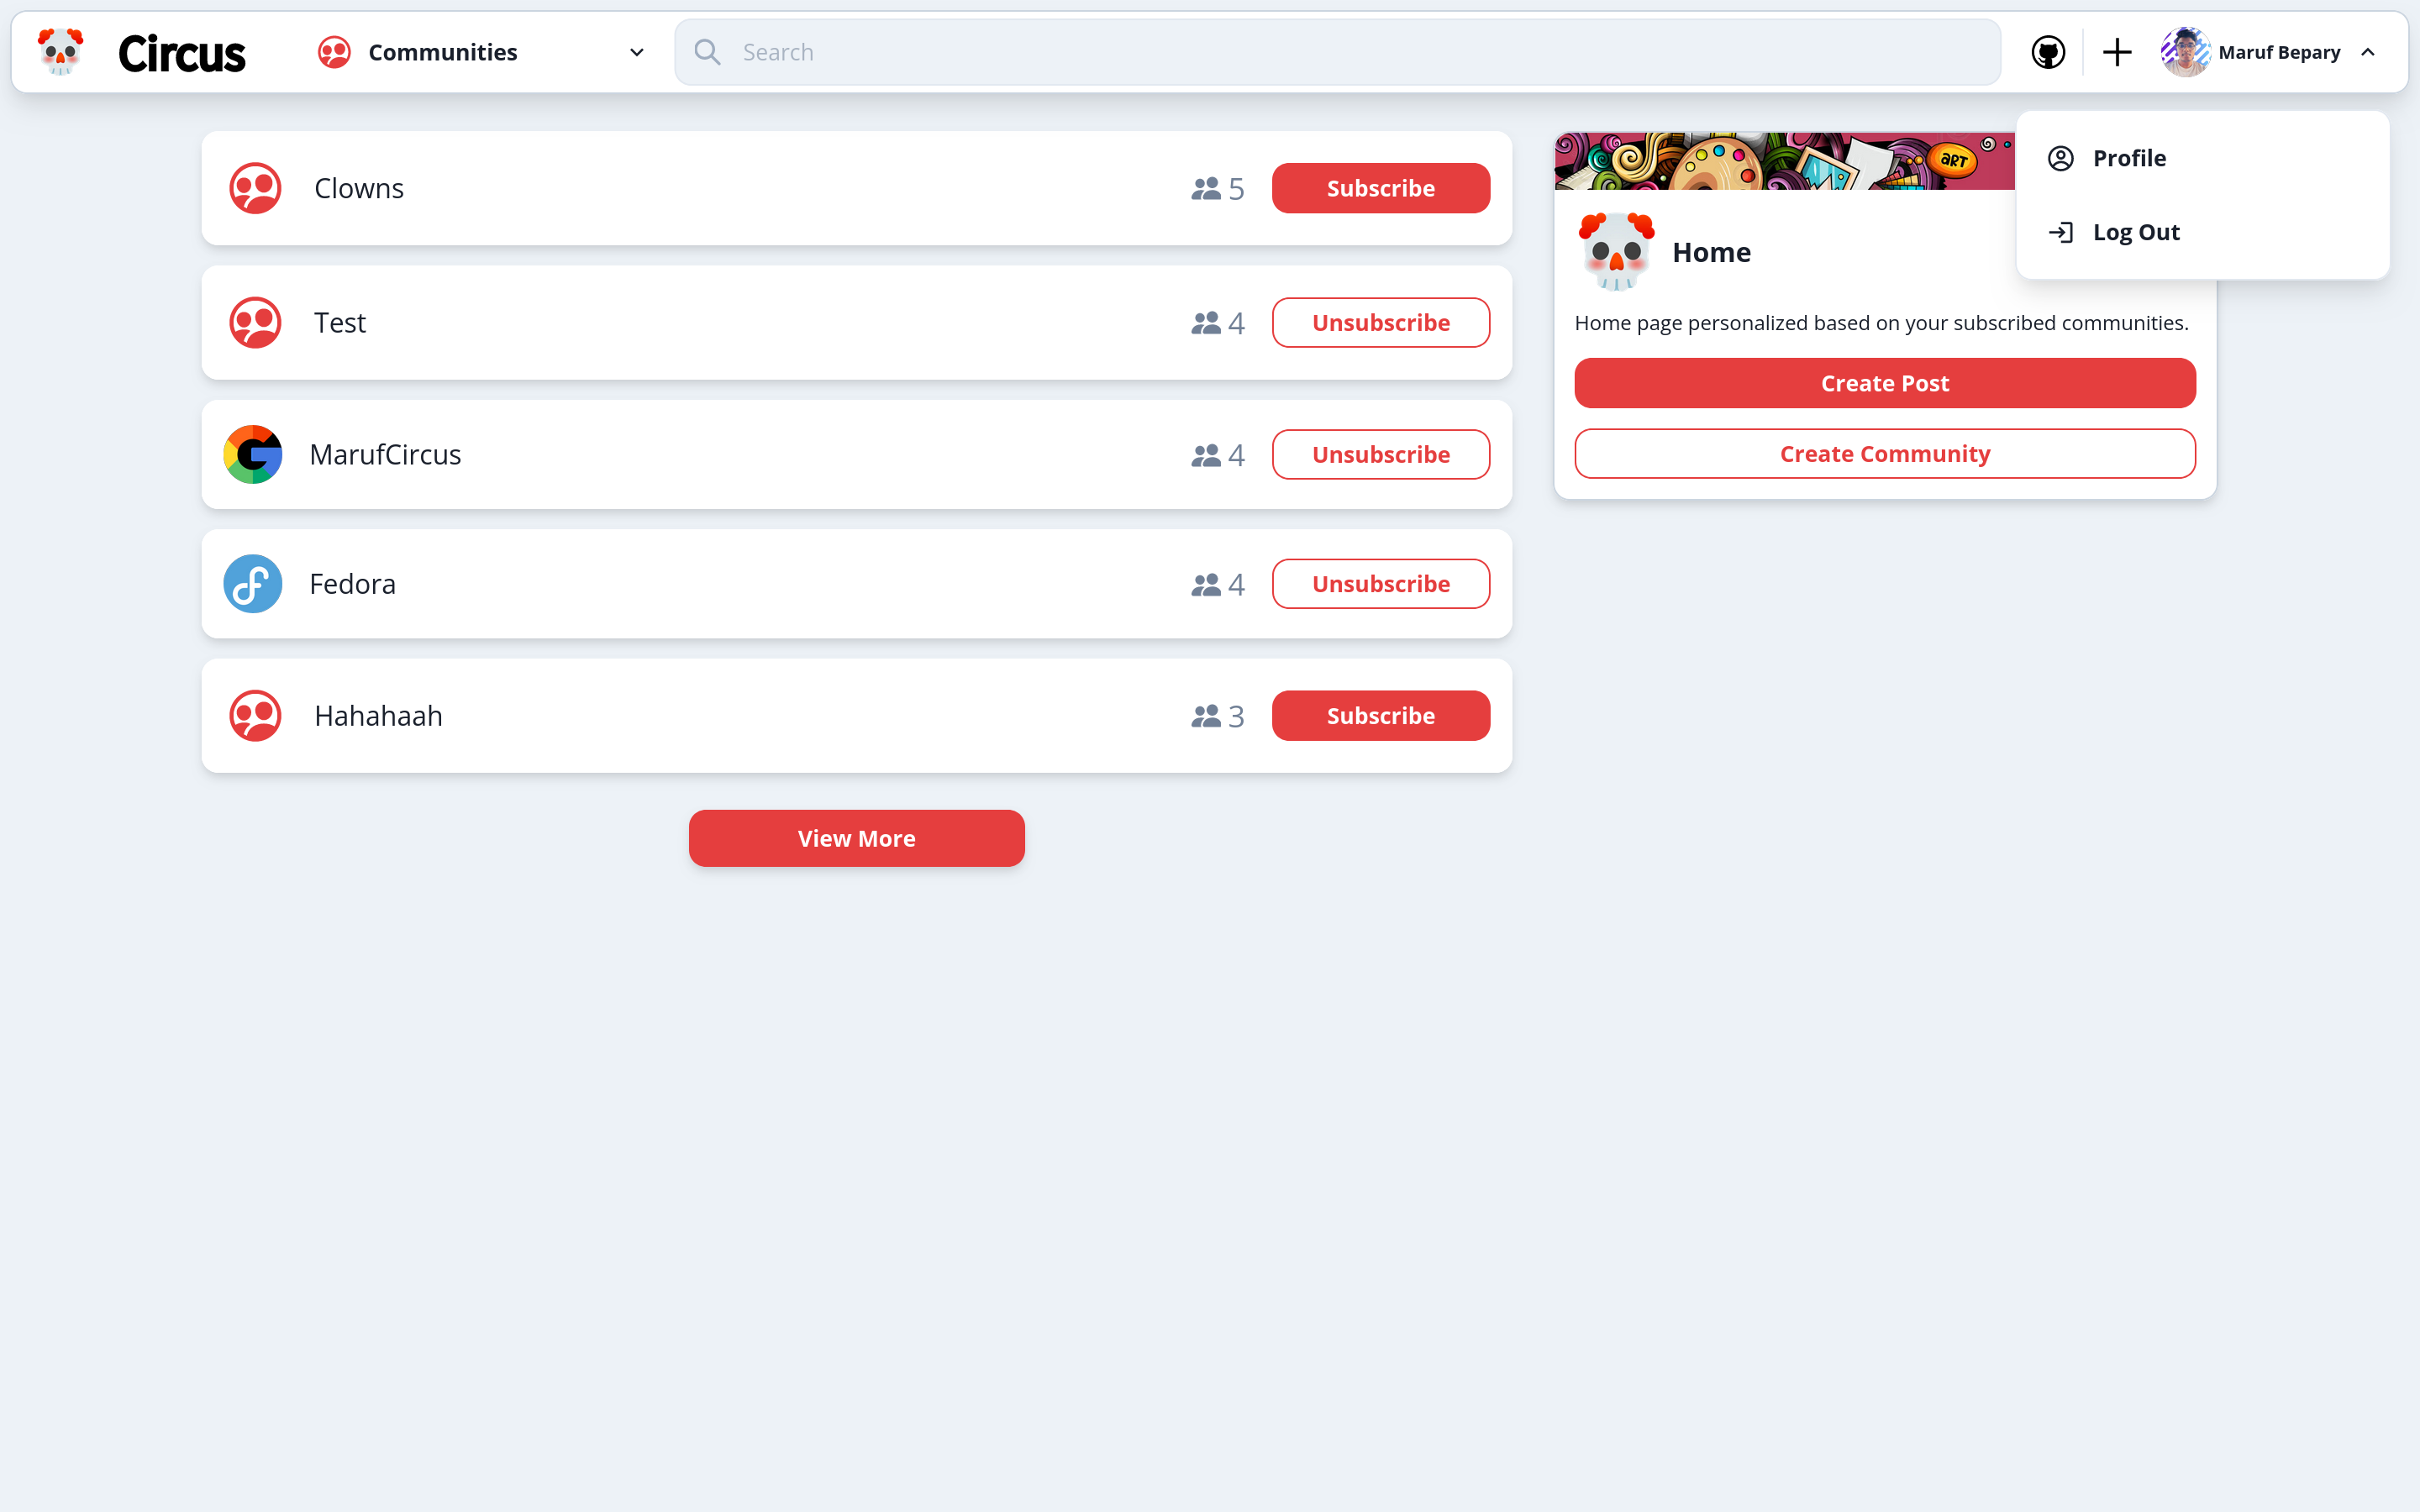 Circus
Communities
Search
Maruf Bepary
Profile
Log Out
Clowns
5
Subscribe
Test
4
Unsubscribe
MarufCircus
4
Unsubscribe
Fedora
4
Unsubscribe
Hahahaah
3
Subscribe
View More
ART
Home
Home page personalized based on your subscribed communities.
Create Post
Create Community